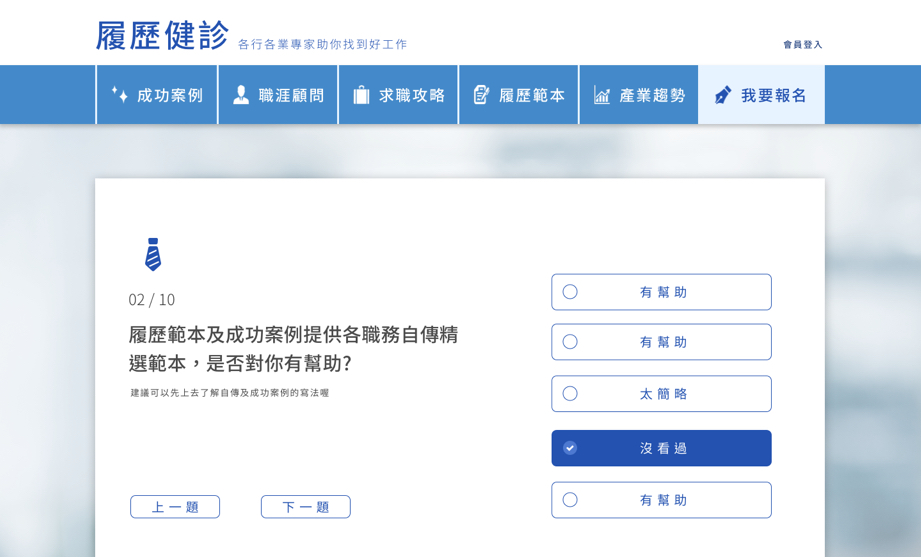 履歷健診 各行各業專家助你找到好工作
會員登入
成功案例 職涯顧問 求職攻略 履歷範本 產業趨勢 我要報名
02 / 10
履歷範本及成功案例提供各職務自傳精
選範本，是否對你有幫助?
建議可以先上去了解自傳及成功案例的寫法喔
上一題 下一題
有幫助
有幫助
太簡略
沒看過
有幫助